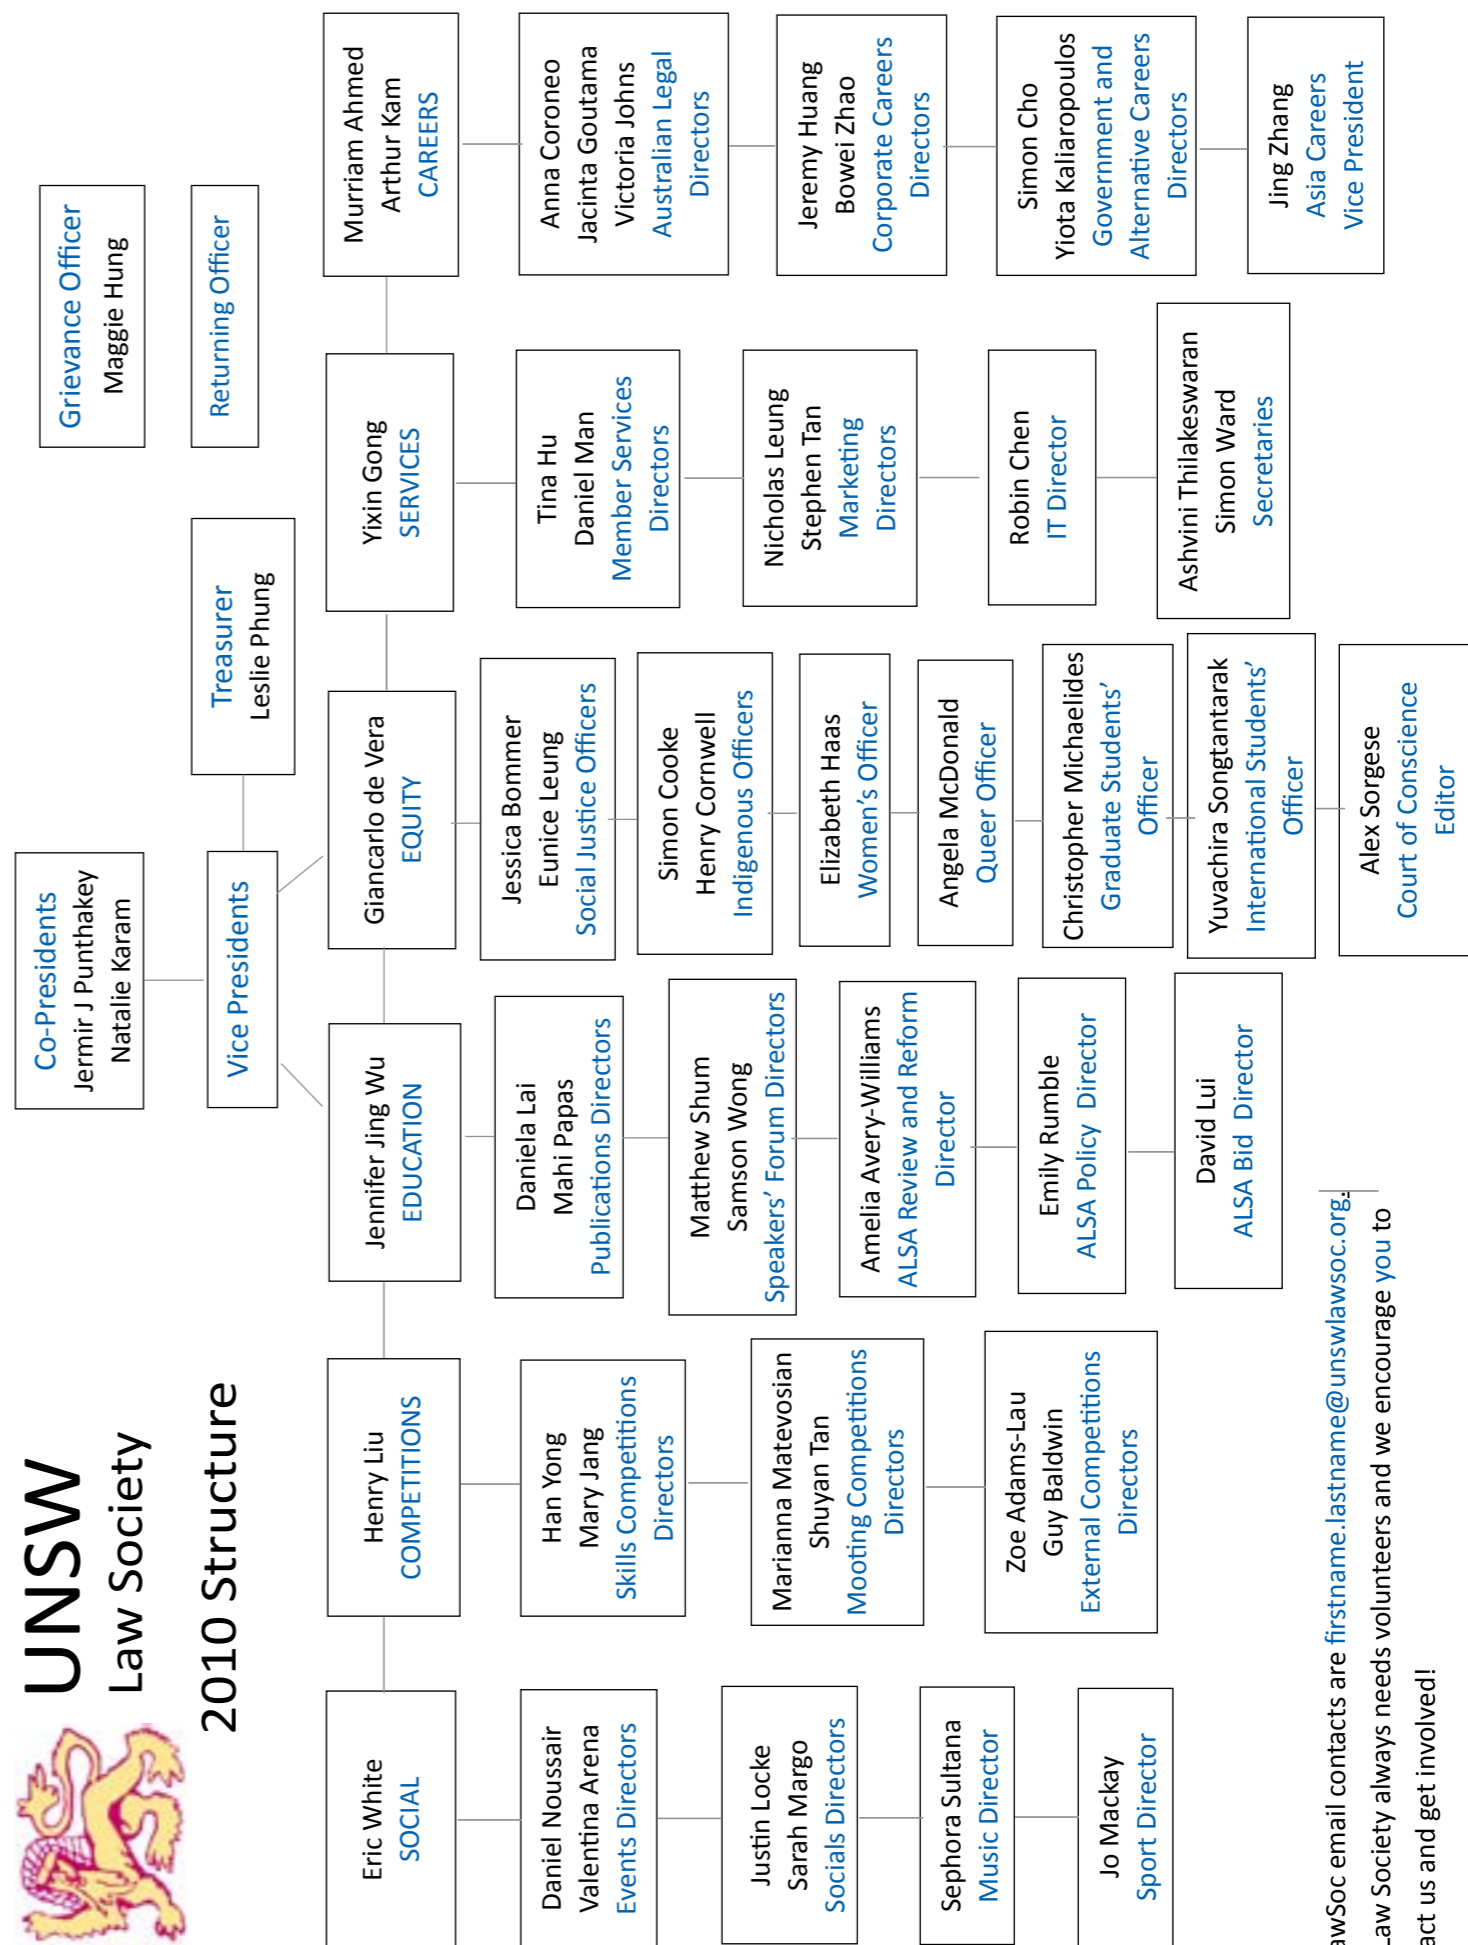 UNSW
Law Society
2010 Structure
Co-Presidents
Jermir J Punthakey
Natalie Karam
Vice Presidents
Treasurer
Leslie Phung
Grievance Officer
Maggie Hung
Returning Officer
Eric White
SOCIAL
Daniel Noussair
Valentina Arena
Events Directors
Justin Locke
Sarah Margo
Socials Directors
Sephora Sultana
Music Director
Jo Mackay
Sport Director
Henry Liu
COMPETITIONS
Han Yong
Mary Jang
Skills Competitions
Directors
Marianna Matevosian
Shuyan Tan
Mooting Competitions
Directors
Zoe Adams-Lau
Guy Baldwin
External Competitions
Directors
Jennifer Jing Wu
EDUCATION
Daniela Lai
Mahi Papas
Publications Directors
Matthew Shum
Samson Wong
Speakers' Forum Directors
Amelia Avery-Williams
ALSA Review and Reform
Director
Emily Rumble
ALSA Policy Director
David Lui
ALSA Bid Director
Giancarlo de Vera
EQUITY
Jessica Bommer
Eunice Leung
Social Justice Officers
Simon Cooke
Henry Cornwell
Indigenous Officers
Elizabeth Haas
Women's Officer
Angela McDonald
Queer Officer
Christopher Michaelides
Graduate Students'
Officer
Yuvachira Songtantarak
International Students'
Officer
Alex Sorgese
Court of Conscience
Editor
Yixin Gong
SERVICES
Tina Hu
Daniel Man
Member Services
Directors
Nicholas Leung
Stephen Tan
Marketing
Directors
Robin Chen
IT Director
Ashvini Thilakeswaran
Simon Ward
Secretaries
Murriam Ahmed
Arthur Kam
CAREERS
Anna Coroneo
Jacinta Goutama
Victoria Johns
Australian Legal
Directors
Jeremy Huang
Bowei Zhao
Corporate Careers
Directors
Simon Cho
Yiota Kaliaropoulos
Government and
Alternative Careers
Directors
Jing Zhang
Asia Careers
Vice President
awSoc email contacts are firstname.lastname@unswlawsoc.org.
Law Society always needs volunteers and we encourage you to
act us and get involved!